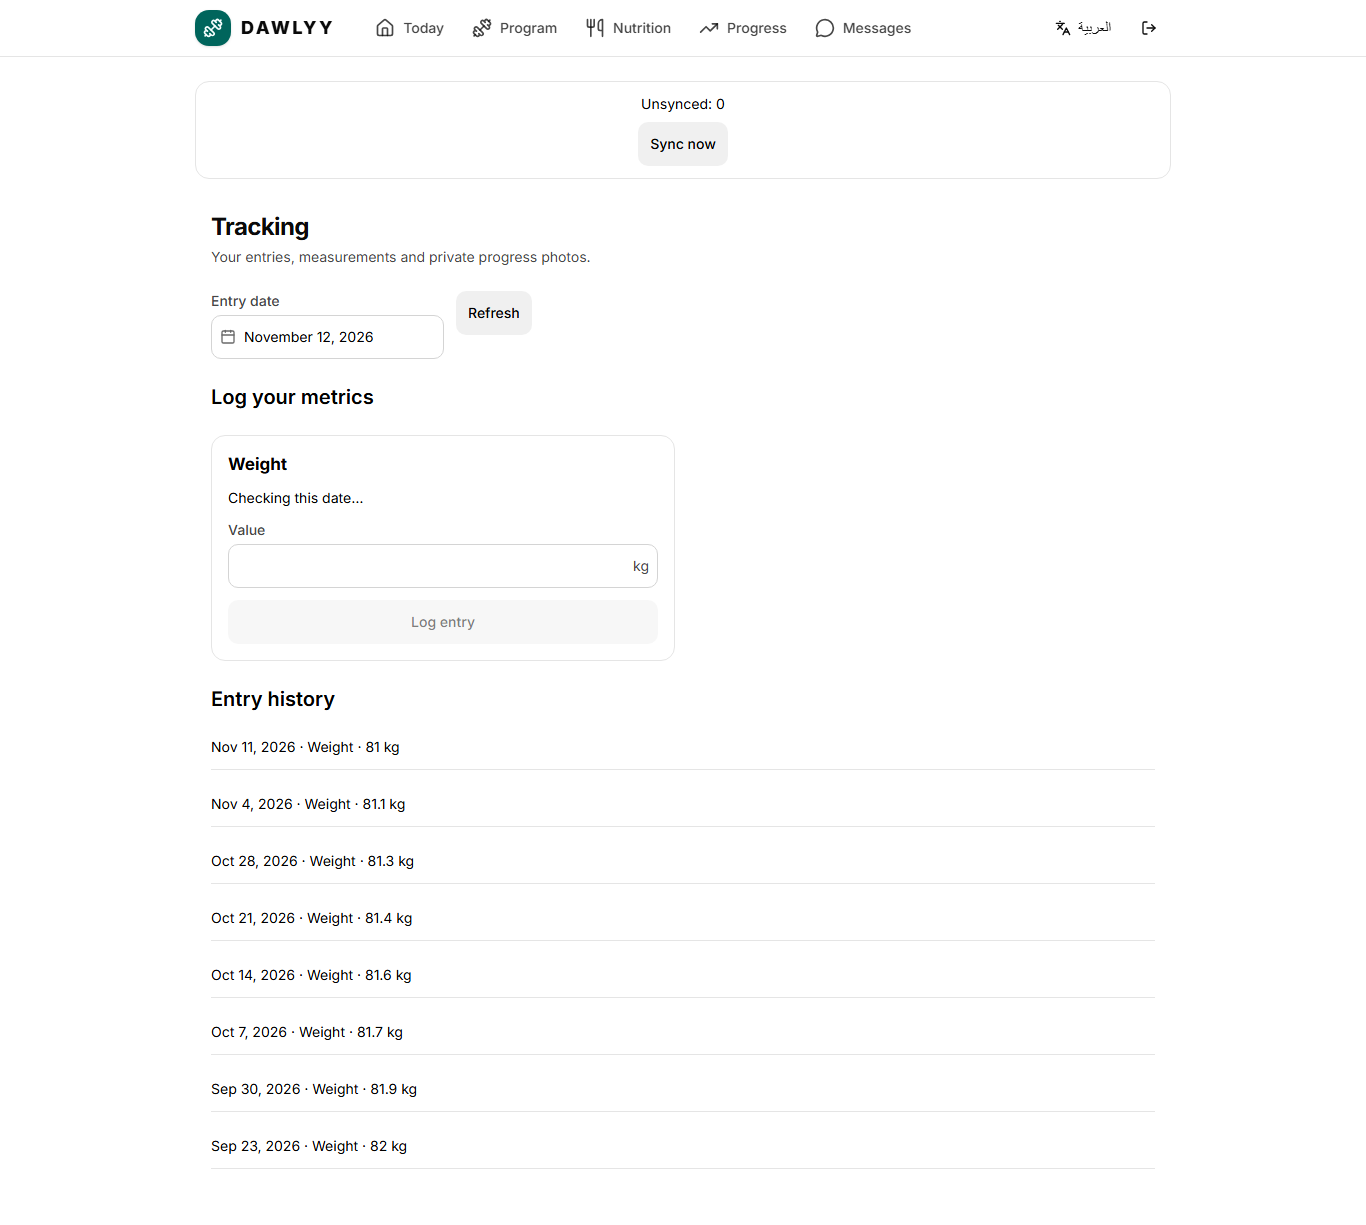 DAWLYY
Today
Program
Nutrition
Progress
Messages
العربية
Unsynced: 0
Sync now
Tracking
Your entries, measurements and private progress photos.
Entry date
November 12, 2026
Refresh
Log your metrics
Weight
Checking this date…
Value
kg
Log entry
Entry history
Nov 11, 2026 · Weight · 81 kg
Nov 4, 2026 · Weight · 81.1 kg
Oct 28, 2026 · Weight · 81.3 kg
Oct 21, 2026 · Weight · 81.4 kg
Oct 14, 2026 · Weight · 81.6 kg
Oct 7, 2026 · Weight · 81.7 kg
Sep 30, 2026 · Weight · 81.9 kg
Sep 23, 2026 · Weight · 82 kg